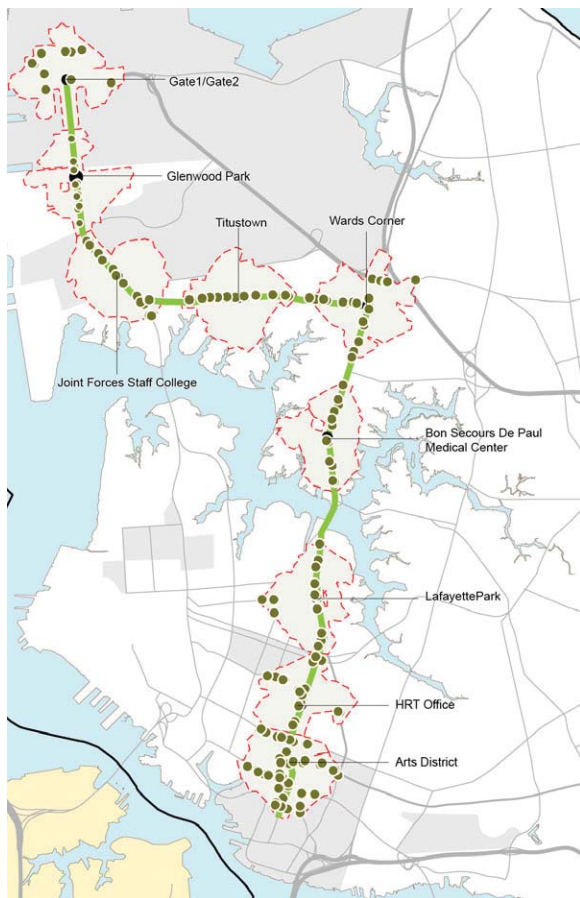 Gate1/Gate2
Glenwood Park
Titustown
Wards Corner
Joint Forces Staff College
Bon Secours De Paul
Medical Center
LafayettePark
HRT Office
Arts District